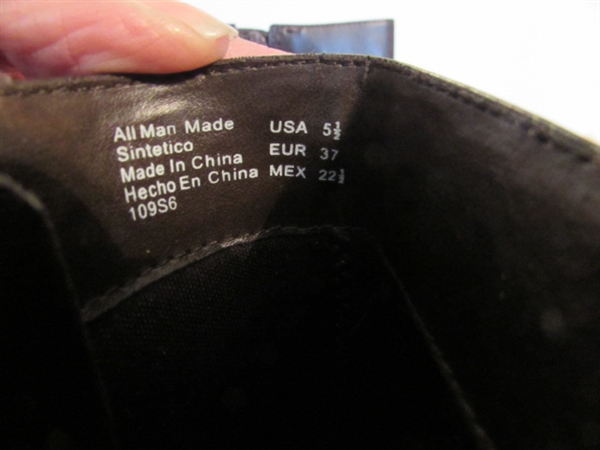 All Man Made
Sintetico
Made In China
Hecho En China
109S6
USA 5½
EUR 37
MEX 22½